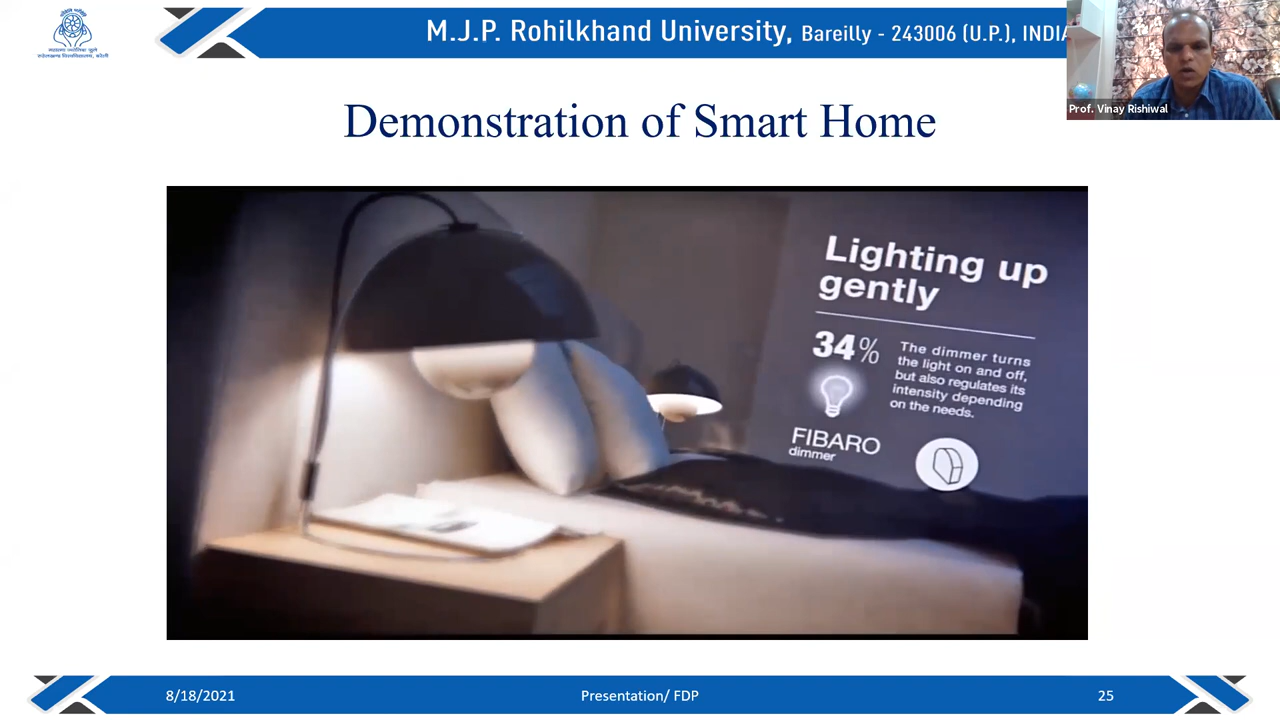 M.J.P. Rohilkhand University, Bareilly - 243006 (U.P.), INDIA
Prof. Vinay Rishiwal
Demonstration of Smart Home
Lighting up
gently
34%
The dimmer turns
the light on and off,
but also regulates its
intensity depending
on the needs.
FIBARO
dimmer
8/18/2021
Presentation/ FDP
25